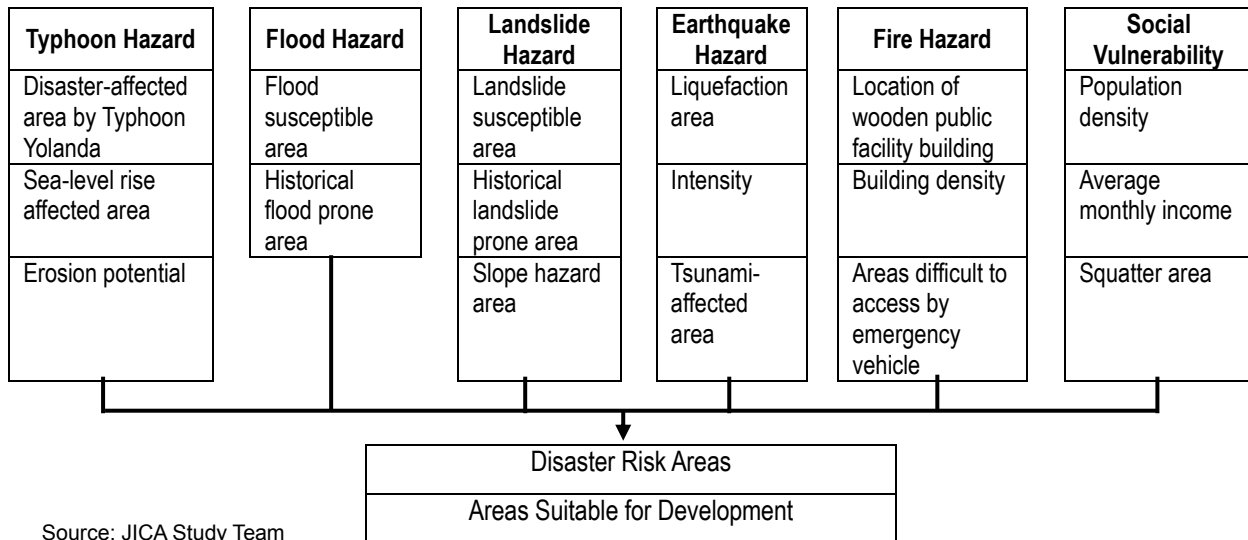 Typhoon Hazard
Disaster-affected
area by Typhoon
Yolanda
Sea-level rise
affected area
Erosion potential
Flood Hazard
Flood
susceptible
area
Historical
flood prone
area
Landslide
Hazard
Landslide
susceptible
area
Historical
landslide
prone area
Slope hazard
area
Earthquake
Hazard
Liquefaction
area
Intensity
Tsunami-
affected
area
Fire Hazard
Location of
wooden public
facility building
Building density
Areas difficult to
access by
emergency
vehicle
Social
Vulnerability
Population
density
Average
monthly income
Squatter area
Disaster Risk Areas
Areas Suitable for Development
Source: JICA Study Team